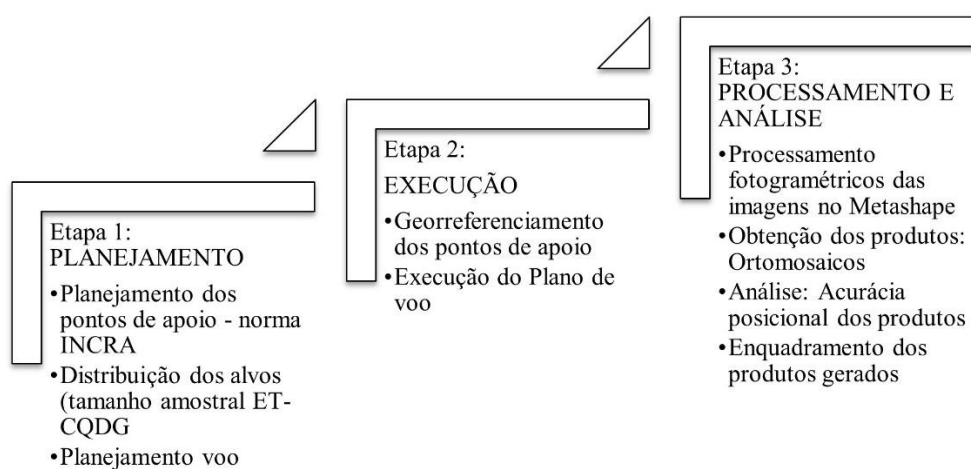 Etapa 1:
PLANEJAMENTO
•Planejamento dos
pontos de apoio - norma
INCRA
•Distribuição dos alvos
(tamanho amostral ET-
CQDG
•Planejamento voo
Etapa 2:
EXECUÇÃO
•Georreferenciamento
dos pontos de apoio
•Execução do Plano de
voo
Etapa 3:
PROCESSAMENTO E
ANÁLISE
•Processamento
fotogramétricos das
imagens no Metashape
•Obtenção dos produtos:
Ortomosaicos
•Análise: Acurácia
posicional dos produtos
•Enquadramento dos
produtos gerados